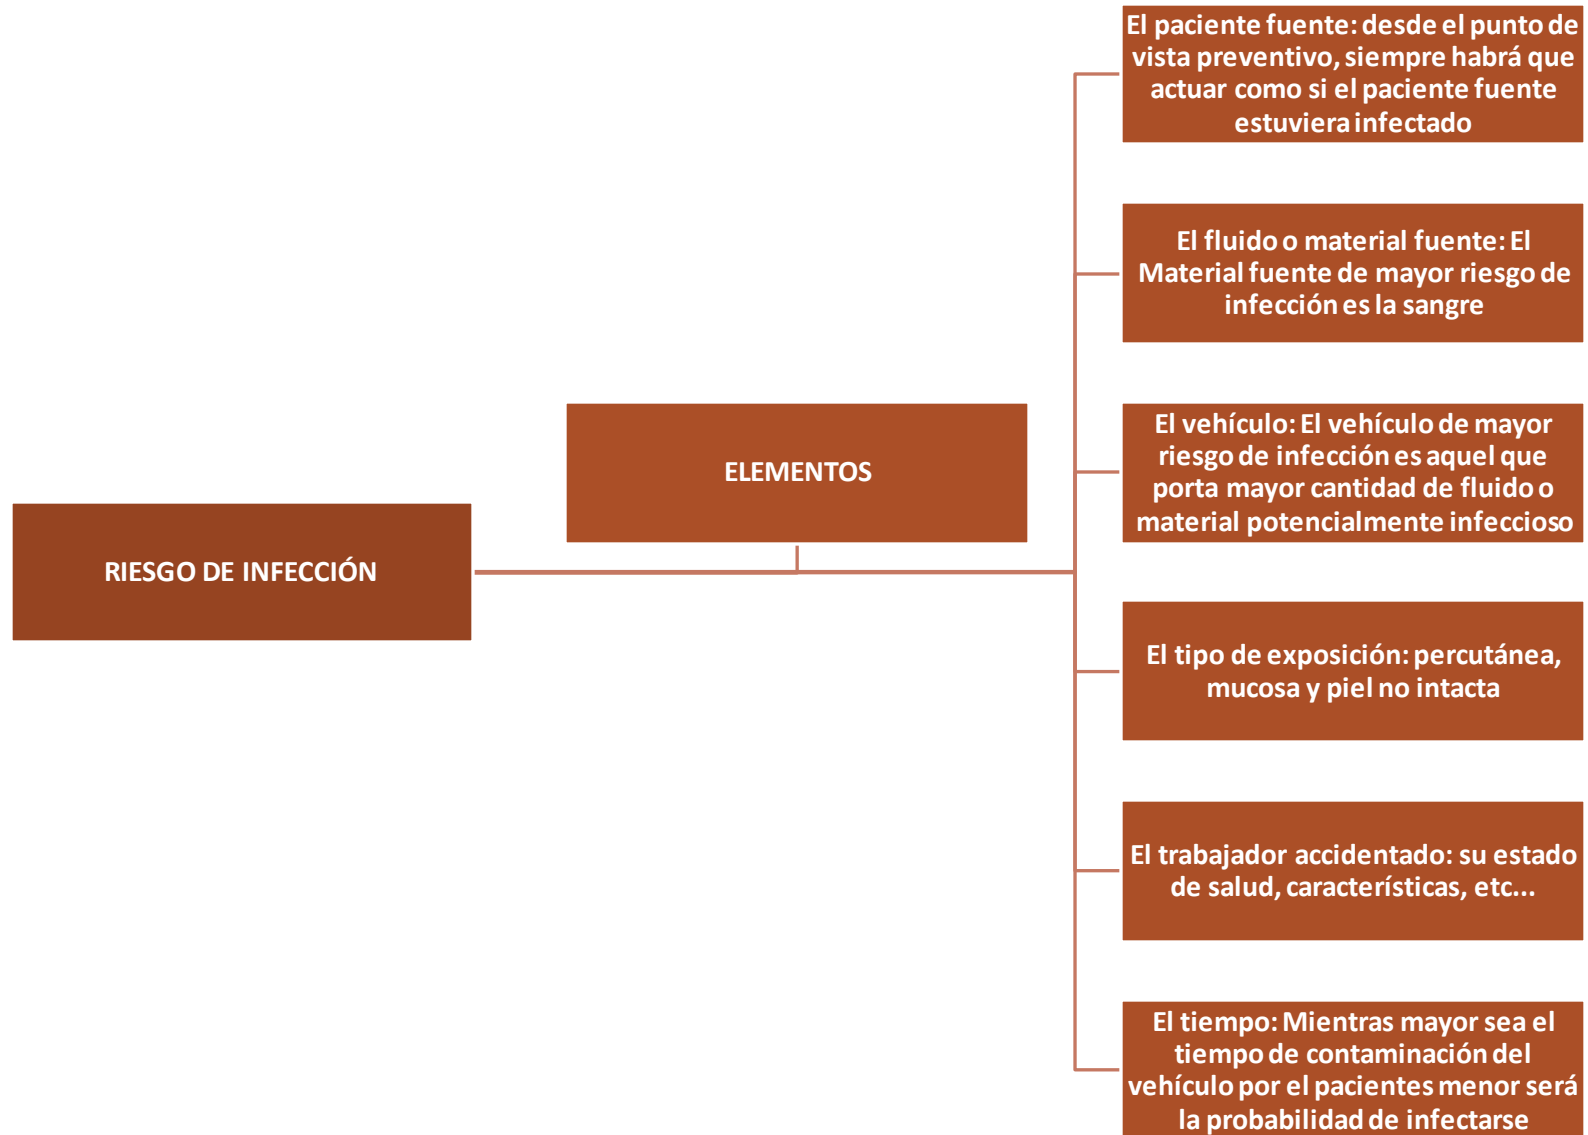 RIESGO DE INFECCIÓN
ELEMENTOS
El paciente fuente: desde el punto de
vista preventivo, siempre habrá que
actuar como si el paciente fuente
estuviera infectado
El fluido o material fuente: El
Material fuente de mayor riesgo de
infección es la sangre
El vehículo: El vehículo de mayor
riesgo de infección es aquel que
porta mayor cantidad de fluido o
material potencialmente infeccioso
El tipo de exposición: percutánea,
mucosa y piel no intacta
El trabajador accidentado: su estado
de salud, características, etc...
El tiempo: Mientras mayor sea el
tiempo de contaminación del
vehículo por el pacientes menor será
la probabilidad de infectarse